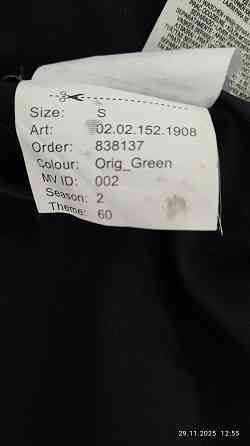 Size: S
Art: 02.02.152.1908
Order: 838137
Colour: Orig_Green
MV ID: 002
Season: 2
Theme: 60
29.11.2025 12:55